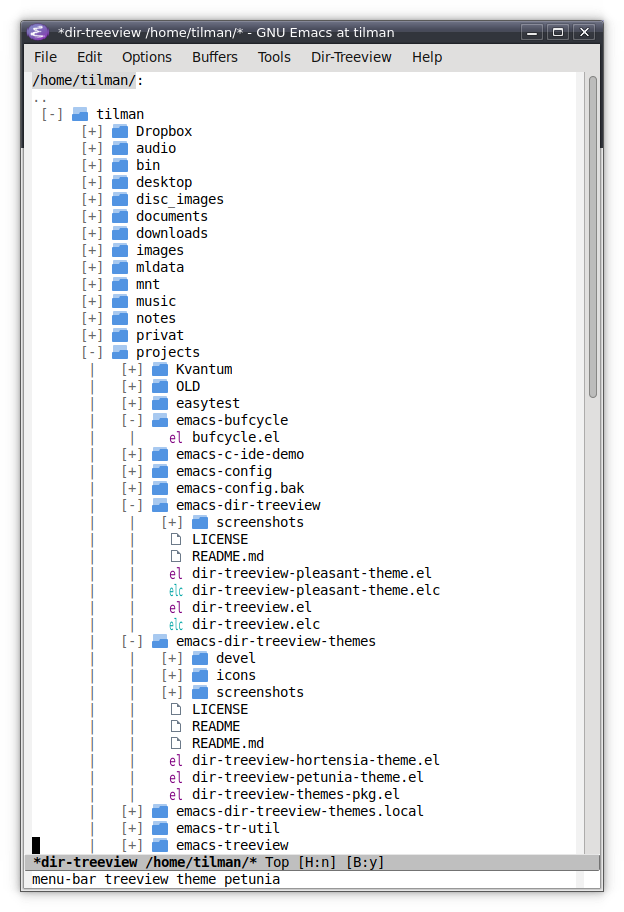 *dir-treeview /home/tilman/* - GNU Emacs at tilman
File Edit Options Buffers Tools Dir-Treeview Help
/home/tilman/:
..
[-] tilman
[+] Dropbox
[+] audio
[+] bin
[+] desktop
[+] disc_images
[+] documents
[+] downloads
[+] images
[+] mldata
[+] mnt
[+] music
[+] notes
[+] privat
[-] projects
| [+] Kvantum
| [+] OLD
| [+] easytest
| [-] emacs-bufcycle
| | el bufcycle.el
| [+] emacs-c-ide-demo
| [+] emacs-config
| [+] emacs-config.bak
| [-] emacs-dir-treeview
| | [+] screenshots
| | LICENSE
| | README.md
| | el dir-treeview-pleasant-theme.el
| | elc dir-treeview-pleasant-theme.elc
| | el dir-treeview.el
| | elc dir-treeview.elc
| [-] emacs-dir-treeview-themes
| | [+] devel
| | [+] icons
| | [+] screenshots
| | LICENSE
| | README
| | README.md
| | el dir-treeview-hortensia-theme.el
| | el dir-treeview-petunia-theme.el
| | el dir-treeview-themes-pkg.el
| [+] emacs-dir-treeview-themes.local
| [+] emacs-tr-util
| [+] emacs-treeview
*dir-treeview /home/tilman/* Top [H:n] [B:y]
menu-bar treeview theme petunia